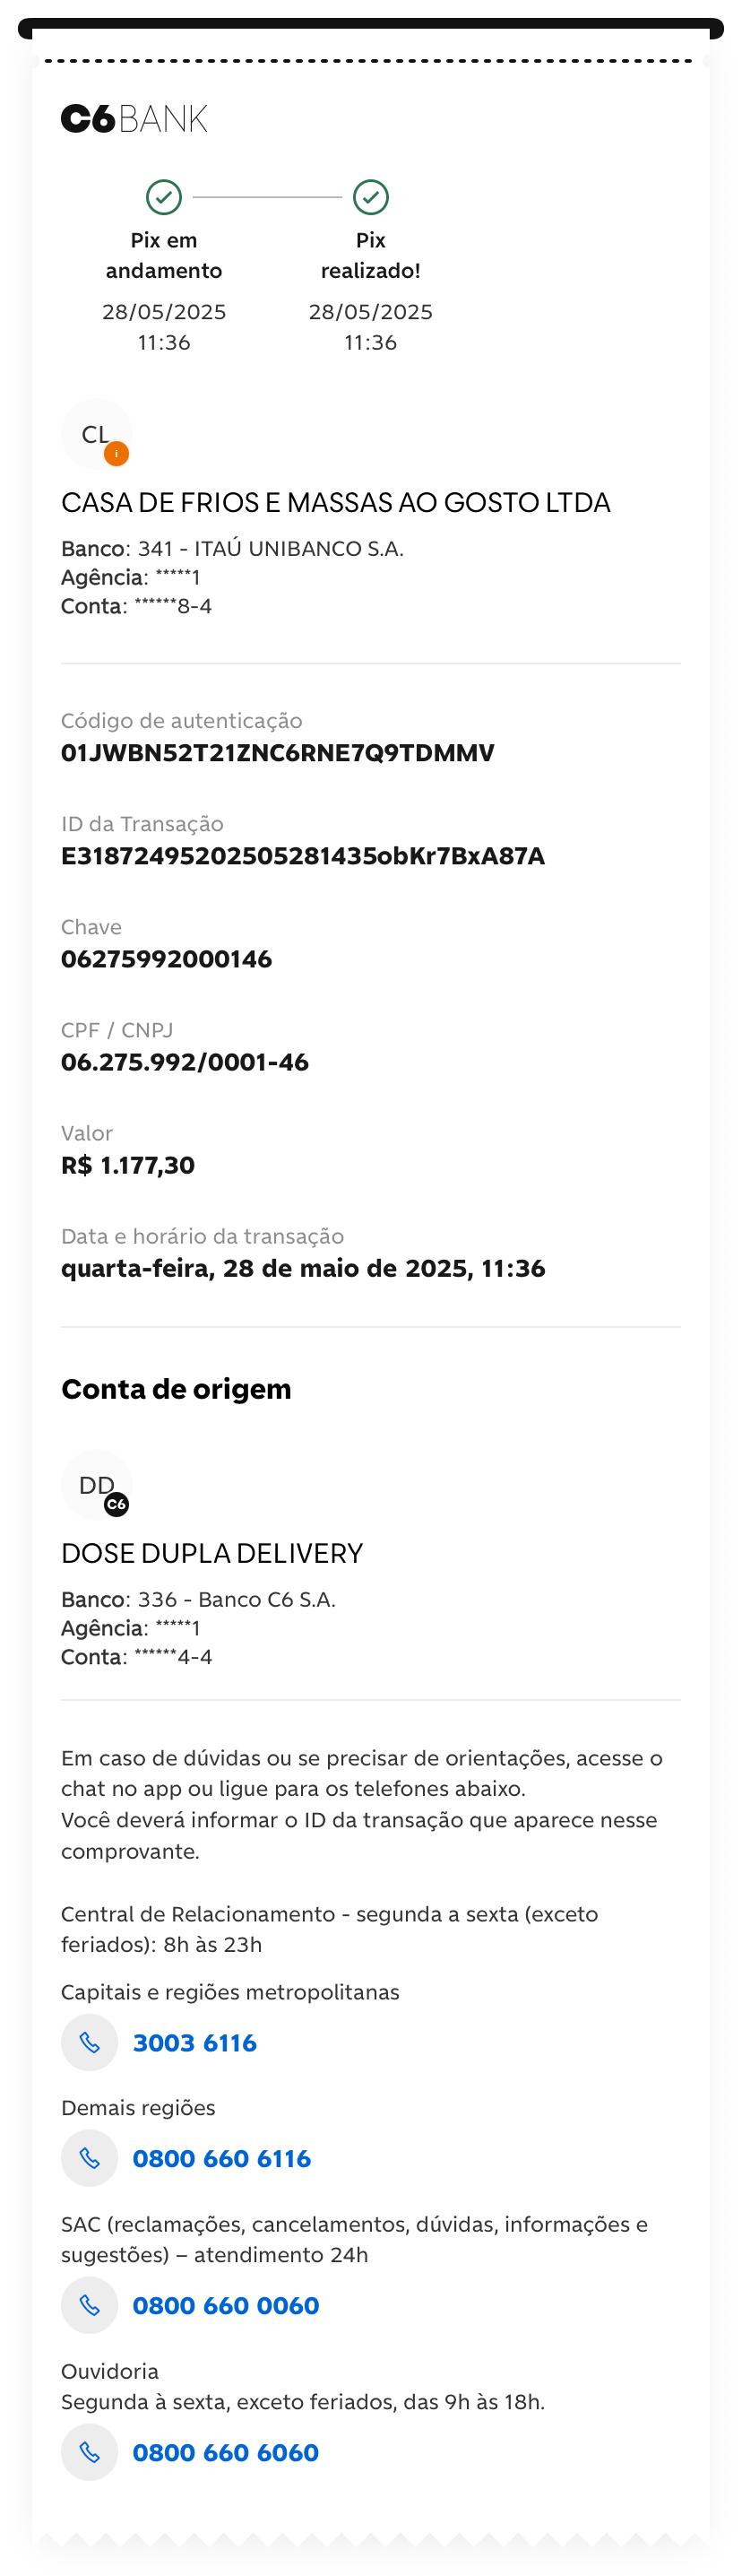 C6BANK
Pix em
andamento
28/05/2025
11:36
Pix
realizado!
28/05/2025
11:36
CL
i
CASA DE FRIOS E MASSAS AO GOSTO LTDA
Banco: 341 - ITAÚ UNIBANCO S.A.
Agência: *****1
Conta: ******8-4
Código de autenticação
01JWBN52T21ZNC6RNE7Q9TDMMV
ID da Transação
E31872495202505281435obKr7BxA87A
Chave
06275992000146
CPF / CNPJ
06.275.992/0001-46
Valor
R$ 1.177,30
Data e horário da transação
quarta-feira, 28 de maio de 2025, 11:36
Conta de origem
DD
C6
DOSE DUPLA DELIVERY
Banco: 336 - Banco C6 S.A.
Agência: *****1
Conta: ******4-4
Em caso de dúvidas ou se precisar de orientações, acesse o
chat no app ou ligue para os telefones abaixo.
Você deverá informar o ID da transação que aparece nesse
comprovante.
Central de Relacionamento - segunda a sexta (exceto
feriados): 8h às 23h
Capitais e regiões metropolitanas
3003 6116
Demais regiões
0800 660 6116
SAC (reclamações, cancelamentos, dúvidas, informações e
sugestões) – atendimento 24h
0800 660 0060
Ouvidoria
Segunda à sexta, exceto feriados, das 9h às 18h.
0800 660 6060